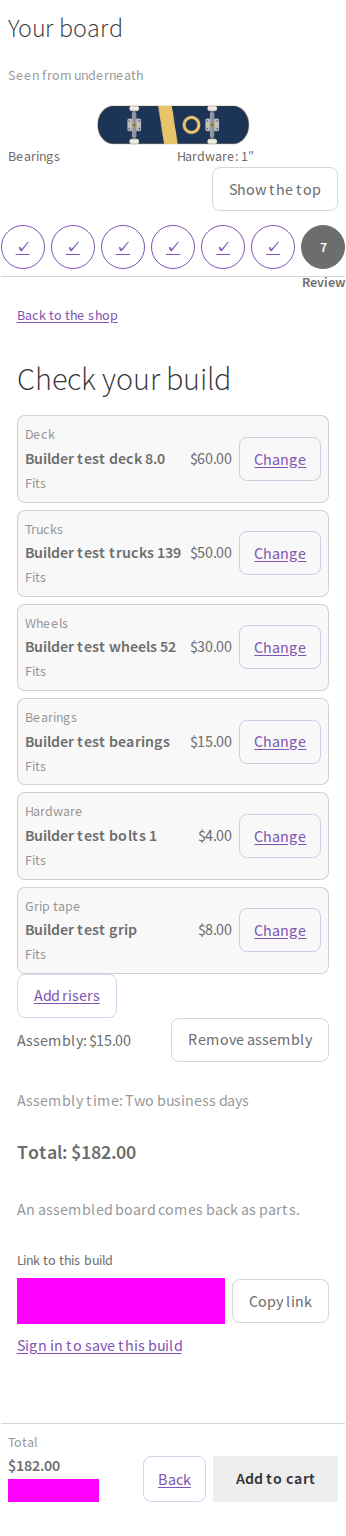 Your board
Seen from underneath
Bearings
Hardware: 1"
Show the top
✓ ✓ ✓ ✓ ✓ ✓ 7
Review
Back to the shop
Check your build
Deck
Builder test deck 8.0 $60.00 Change
Fits
Trucks
Builder test trucks 139 $50.00 Change
Fits
Wheels
Builder test wheels 52 $30.00 Change
Fits
Bearings
Builder test bearings $15.00 Change
Fits
Hardware
Builder test bolts 1 $4.00 Change
Fits
Grip tape
Builder test grip $8.00 Change
Fits
Add risers
Assembly: $15.00 Remove assembly
Assembly time: Two business days
Total: $182.00
An assembled board comes back as parts.
Link to this build
Copy link
Sign in to save this build
Total
$182.00
Back
Add to cart